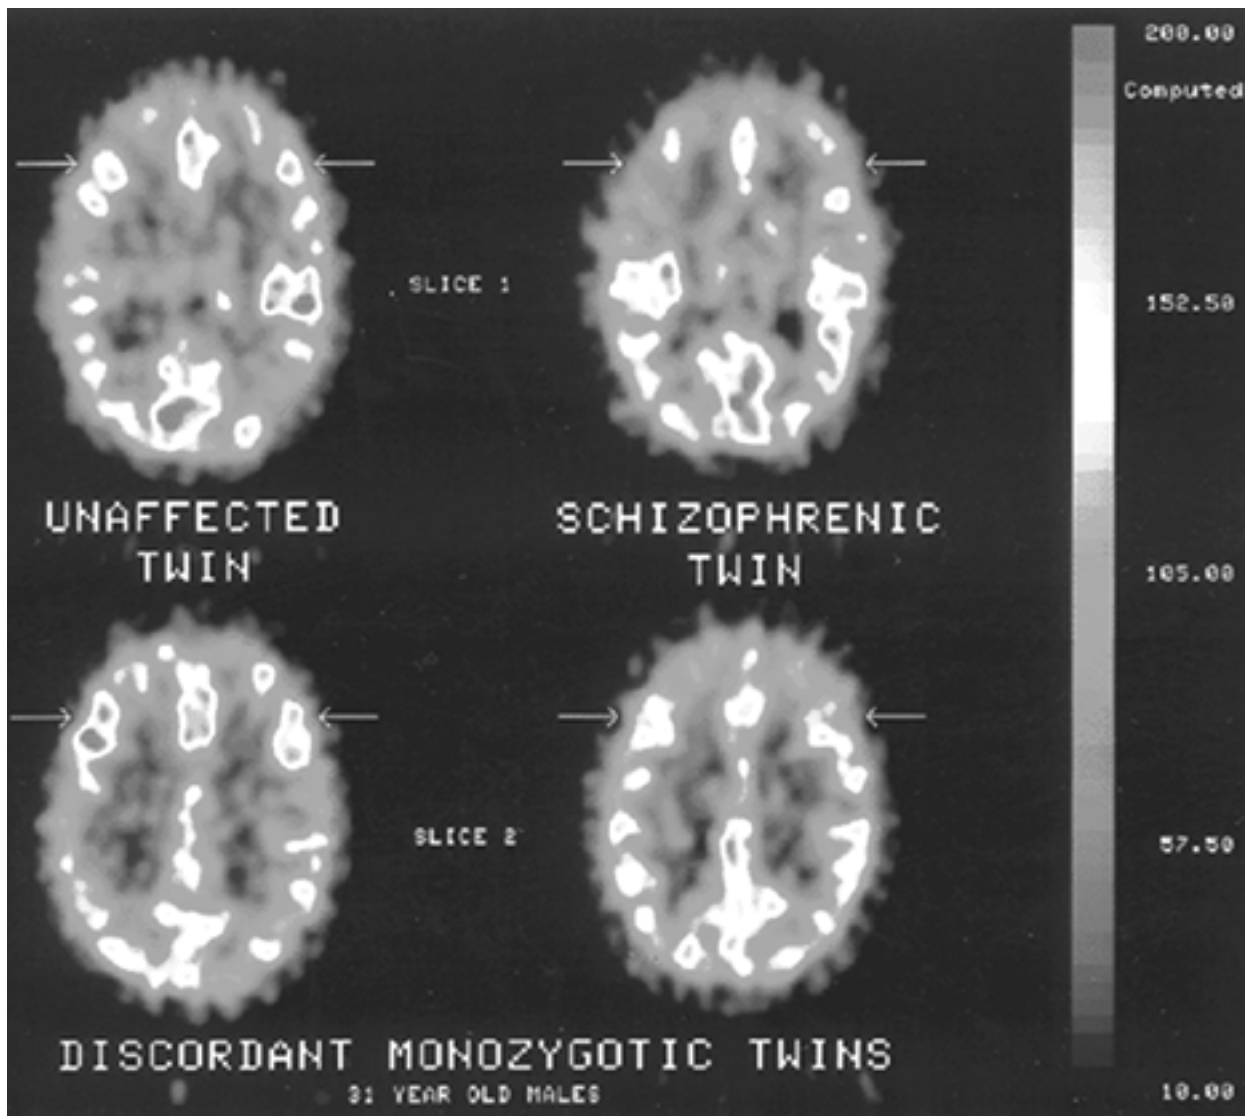 200.00
Computed
SLICE 1
152.50
UNAFFECTED
TWIN
SCHIZOPHRENIC
TWIN
105.00
SLICE 2
57.50
DISCORDANT MONOZYGOTIC TWINS
31 YEAR OLD MALES
10.00